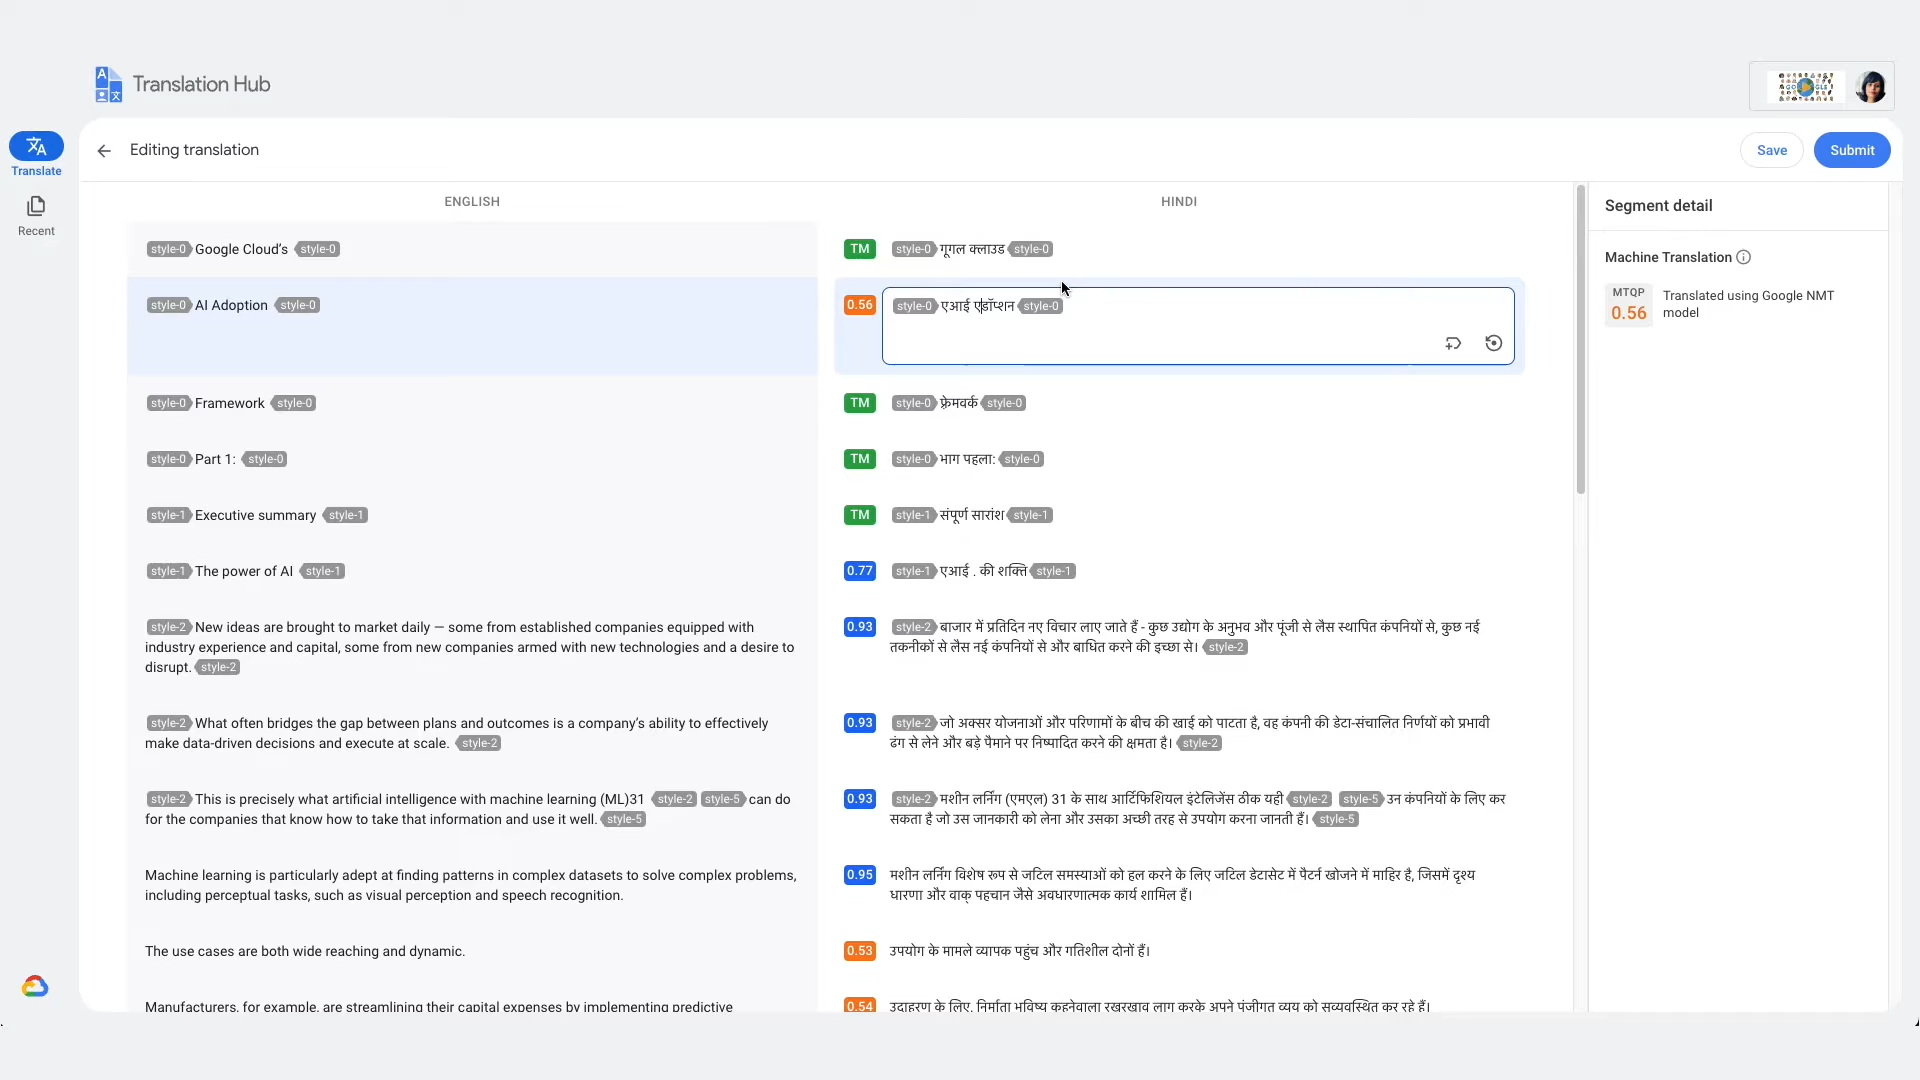 Translation Hub
GOOGLE
Translate
Recent
Editing translation
Save
Submit
ENGLISH
HINDI
style-0 Google Cloud’s style-0
TM
style-0 गूगल क्लाउड style-0
style-0 AI Adoption style-0
0.56
style-0 एआई एडॉप्शन style-0
style-0 Framework style-0
TM
style-0 फ़्रेमवर्क style-0
style-0 Part 1: style-0
TM
style-0 भाग पहला: style-0
style-1 Executive summary style-1
TM
style-1 संपूर्ण सारांश style-1
style-1 The power of AI style-1
0.77
style-1 एआई . की शक्ति style-1
style-2 New ideas are brought to market daily — some from established companies equipped with
industry experience and capital, some from new companies armed with new technologies and a desire to
disrupt. style-2
0.93
style-2 बाजार में प्रतिदिन नए विचार लाए जाते हैं - कुछ उद्योग के अनुभव और पूंजी से लैस स्थापित कंपनियों से, कुछ नई
तकनीकों से लैस नई कंपनियों से और बाधित करने की इच्छा से। style-2
style-2 What often bridges the gap between plans and outcomes is a company’s ability to effectively
make data-driven decisions and execute at scale. style-2
0.93
style-2 जो अक्सर योजनाओं और परिणामों के बीच की खाई को पाटता है, वह कंपनी की डेटा-संचालित निर्णयों को प्रभावी
ढंग से लेने और बड़े पैमाने पर निष्पादित करने की क्षमता है। style-2
style-2 This is precisely what artificial intelligence with machine learning (ML)31 style-2 style-5 can do
for the companies that know how to take that information and use it well. style-5
0.93
style-2 मशीन लर्निंग (एमएल) 31 के साथ आर्टिफिशियल इंटेलिजेंस ठीक यही style-2 style-5 उन कंपनियों के लिए कर
सकता है जो उस जानकारी को लेना और उसका अच्छी तरह से उपयोग करना जानती हैं। style-5
Machine learning is particularly adept at finding patterns in complex datasets to solve complex problems,
including perceptual tasks, such as visual perception and speech recognition.
0.95
मशीन लर्निंग विशेष रूप से जटिल समस्याओं को हल करने के लिए जटिल डेटासेट में पैटर्न खोजने में माहिर है, जिसमें दृश्य
धारणा और वाक् पहचान जैसे अवधारणात्मक कार्य शामिल हैं।
The use cases are both wide reaching and dynamic.
0.53
उपयोग के मामले व्यापक पहुंच और गतिशील दोनों हैं।
Manufacturers, for example, are streamlining their capital expenses by implementing predictive
0.54
उदाहरण के लिए, निर्माता भविष्य कहनेवाला रखरखाव लागू करके अपने पूंजीगत व्यय को सुव्यवस्थित कर रहे हैं।
Segment detail
Machine Translation
MTQP
0.56
Translated using Google NMT
model